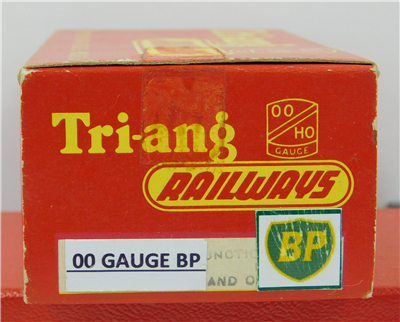 Tri-ang
00
HO
GAUGE
RAILWAYS
00 GAUGE BP
BP
UNCTIO
AND O